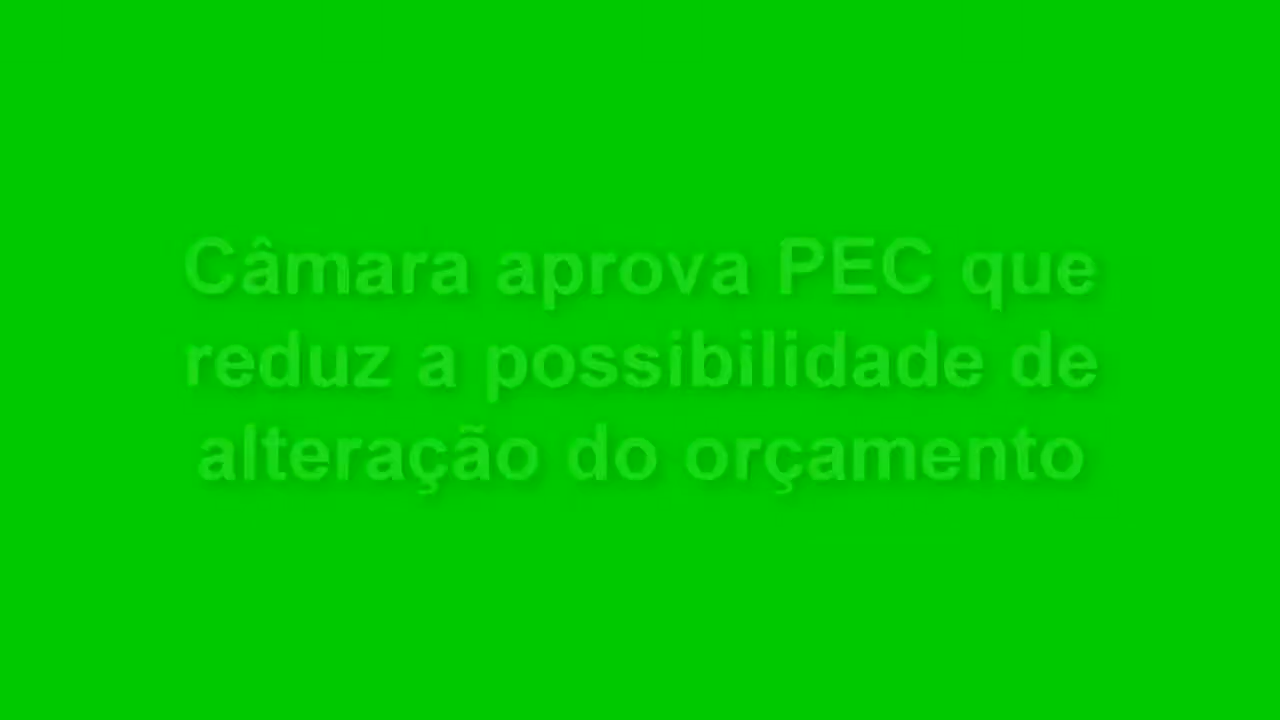 Câmara aprova PEC que
reduz a possibilidade de
alteração do orçamento